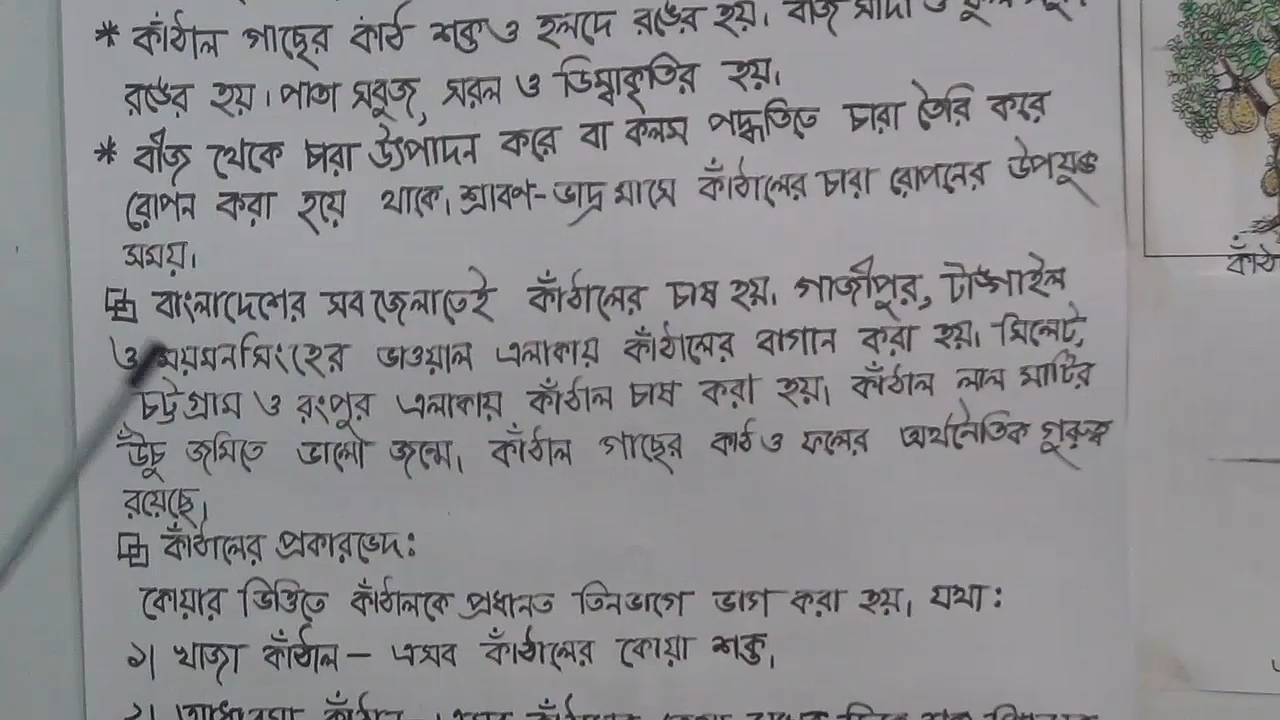 * কাঁঠাল গাছের কাঠ শক্ত ও হলদে রঙের হয়। বীজ সাদা ও
রঙের হয়। পাতা সবুজ, সরল ও ডিম্বাকৃতির হয়।
* বীজ থেকে চারা উৎপাদন করে বা কলম পদ্ধতিতে চারা তৈরি করে
রোপন করা হয়ে থাকে। শ্রাবণ-ভাদ্র মাসে কাঁঠালের চারা রোপনের উপযুক্ত
সময়।
বাংলাদেশের সব জেলাতেই কাঁঠালের চাষ হয়। গাজীপুর, টাঙ্গাইল
ও ময়মনসিংহের ভাওয়াল এলাকায় কাঁঠালের বাগান করা হয়। সিলেট,
চট্টগ্রাম ও রংপুর এলাকায় কাঁঠাল চাষ করা হয়। কাঁঠাল লাল মাটির
উঁচু জমিতে ভালো জন্মে। কাঁঠাল গাছের কাঠ ও ফলের অর্থনৈতিক গুরুত্ব
রয়েছে।
কাঁঠালের প্রকারভেদ:
কোয়ার ভিত্তিতে কাঁঠালকে প্রধানত তিনভাগে ভাগ করা হয়। যথা:
১। খাজা কাঁঠাল - এসব কাঁঠালের কোয়া শক্ত।
২। কাঁঠাল